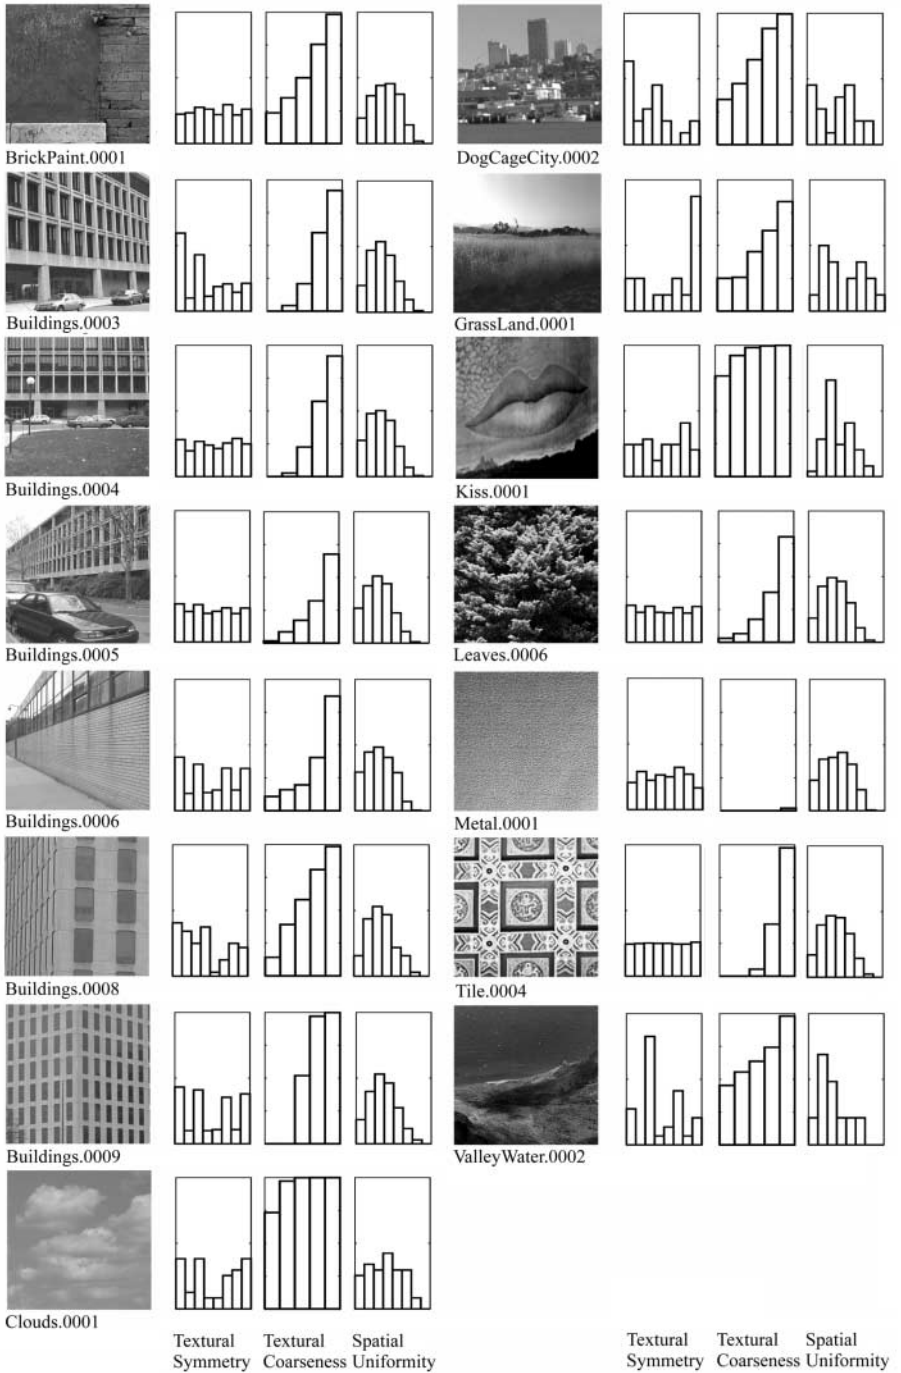 BrickPaint.0001
Buildings.0003
Buildings.0004
Buildings.0005
Buildings.0006
Buildings.0008
Buildings.0009
Clouds.0001
Textural Textural Spatial
Symmetry Coarseness Uniformity
DogCageCity.0002
GrassLand.0001
Kiss.0001
Leaves.0006
Metal.0001
Tile.0004
ValleyWater.0002
Textural Textural Spatial
Symmetry Coarseness Uniformity